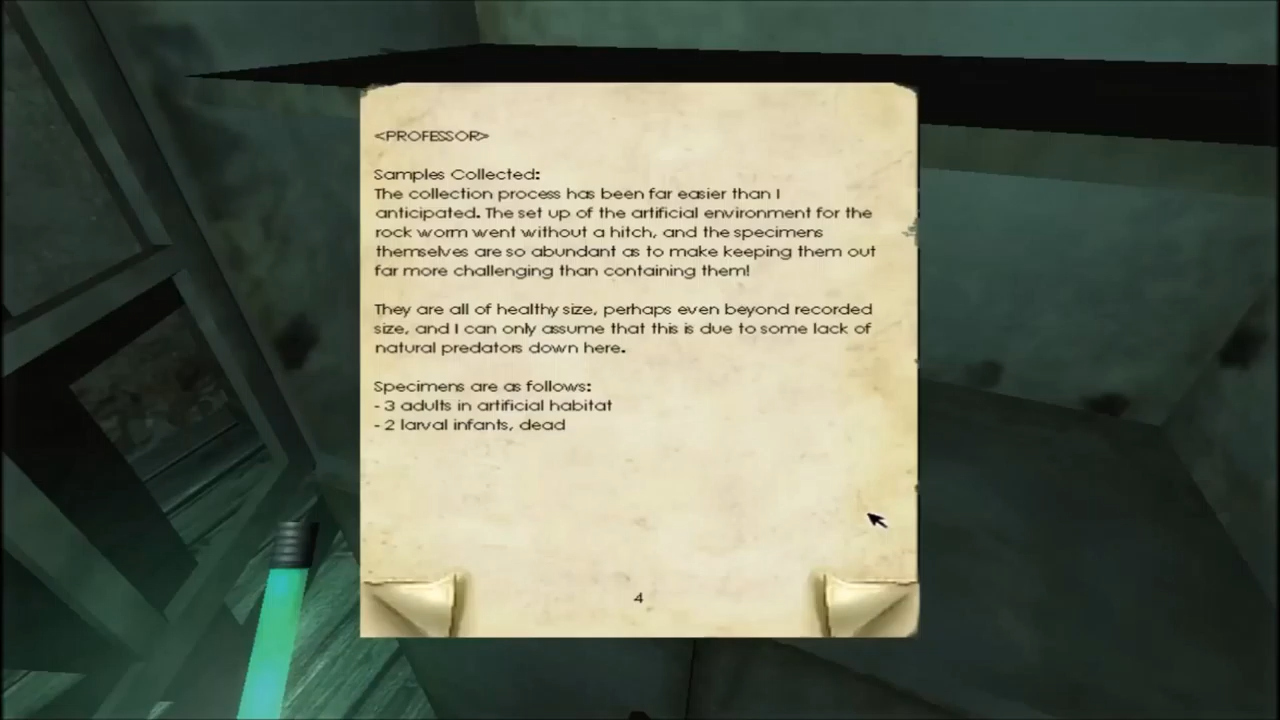 <PROFESSOR>
Samples Collected:
The collection process has been far easier than I
anticipated. The set up of the artificial environment for the
rock worm went without a hitch, and the specimens
themselves are so abundant as to make keeping them out
far more challenging than containing them!
They are all of healthy size, perhaps even beyond recorded
size, and I can only assume that this is due to some lack of
natural predators down here.
Specimens are as follows:
- 3 adults in artificial habitat
- 2 larval infants, dead
4